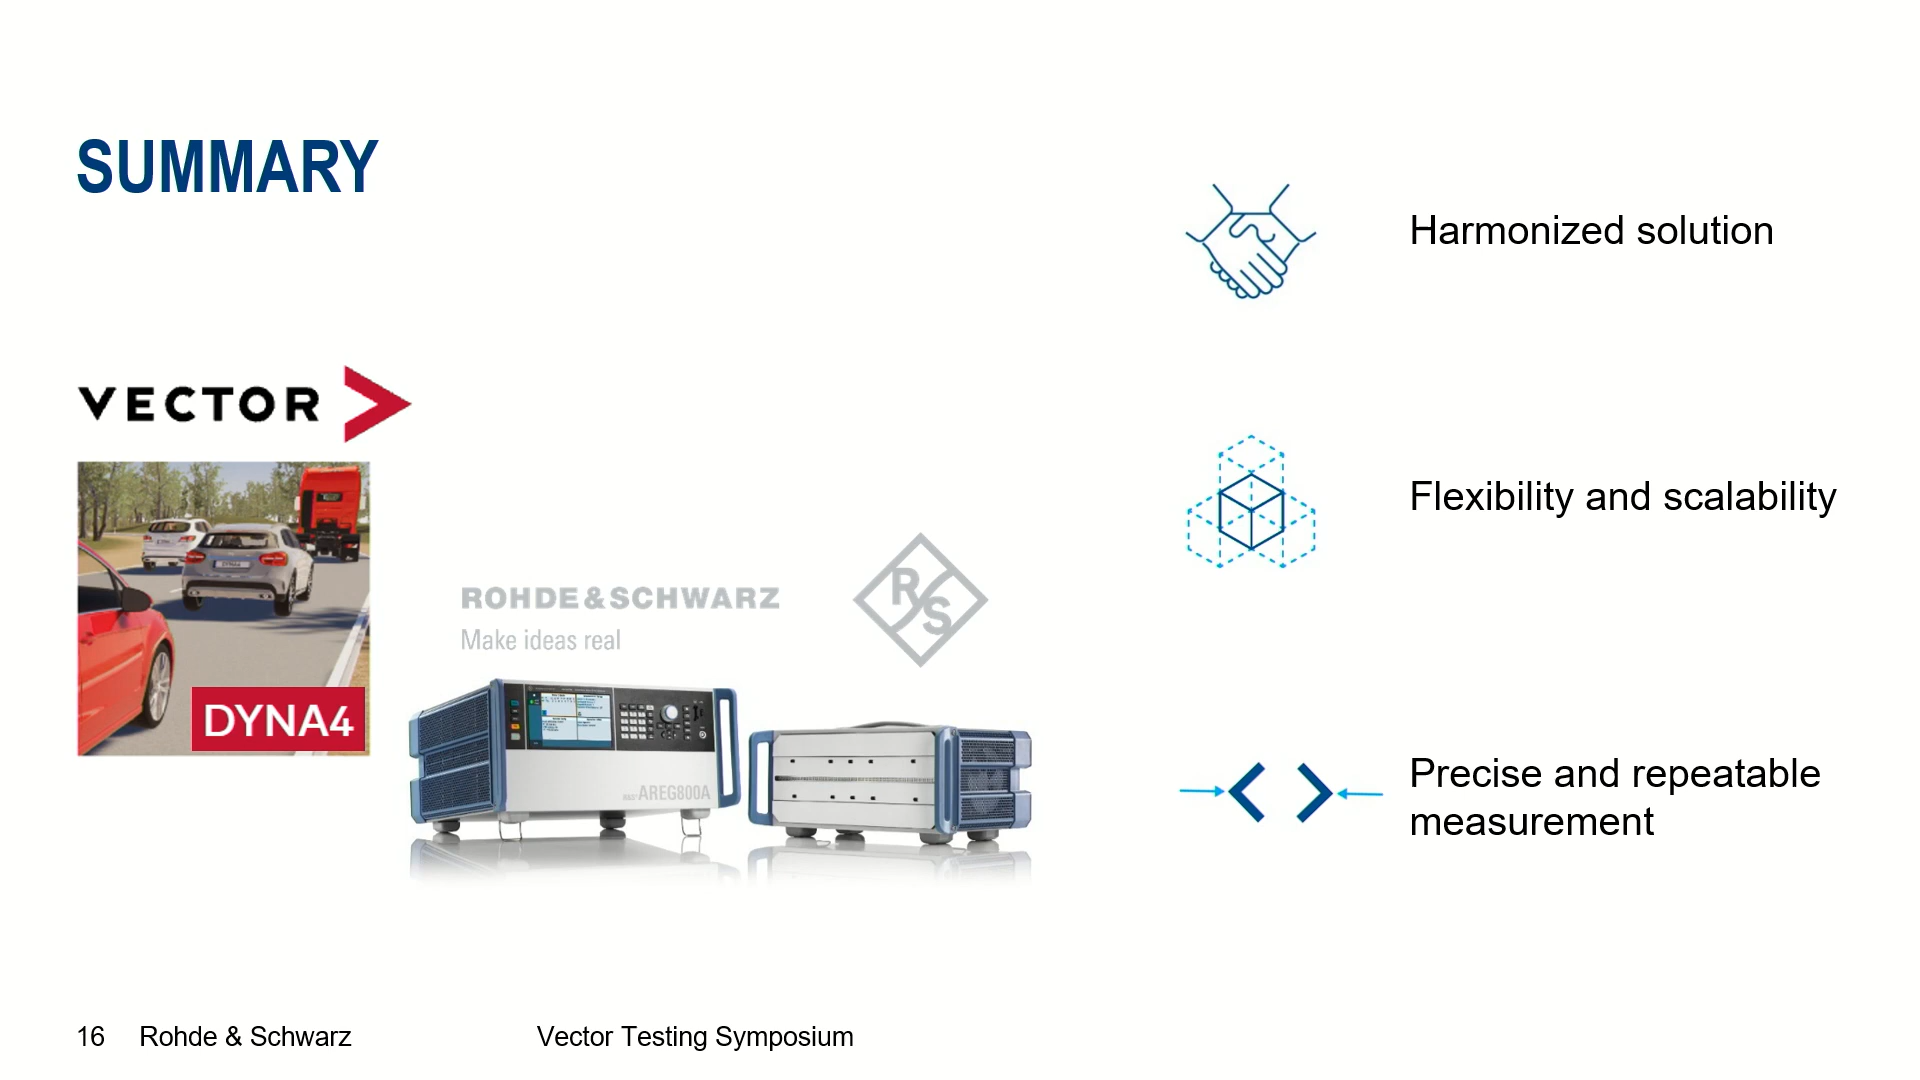 SUMMARY
VECTOR
DYNA4
ROHDE&SCHWARZ
Make ideas real
R/S
R&S®AREG800A
Harmonized solution
Flexibility and scalability
Precise and repeatable
measurement
16 Rohde & Schwarz Vector Testing Symposium